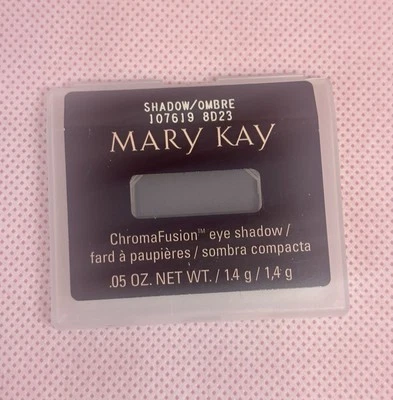 SHADOW/OMBRE
107619 8D23
MARY KAY
ChromaFusion™ eye shadow /
fard à paupières / sombra compacta
.05 OZ. NET WT. / 1.4 g / 1,4 g